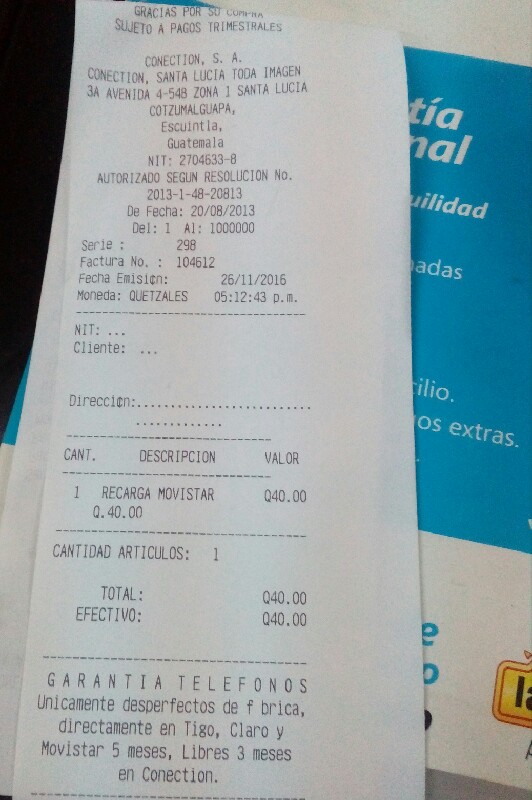 GRACIAS POR SU COMPRA
SUJETO A PAGOS TRIMESTRALES
CONECTION, S. A.
CONECTION, SANTA LUCIA TODA IMAGEN
3A AVENIDA 4-54B ZONA 1 SANTA LUCIA
COTZUMALGUAPA,
Escuintla,
Guatemala
NIT: 2704633-8
AUTORIZADO SEGUN RESOLUCION No.
2013-1-48-20813
De Fecha: 20/08/2013
Del: 1 Al: 1000000
Serie : 298
Factura No. : 104612
Fecha Emisi¢n: 26/11/2016
Moneda: QUETZALES 05:12:43 p.m.
NIT: ...
Cliente: ...
Direcci¢n:........................
.............
CANT. DESCRIPCION VALOR
1 RECARGA MOVISTAR Q40.00
Q.40.00
CANTIDAD ARTICULOS: 1
TOTAL: Q40.00
EFECTIVO: Q40.00
G A R A N T I A T E L E F O N O S
Unicamente desperfectos de f brica,
directamente en Tigo, Claro y
Movistar 5 meses, Libres 3 meses
en Conection.
tía
nal
uilidad
adas
ilio.
os extras.
e
o
la